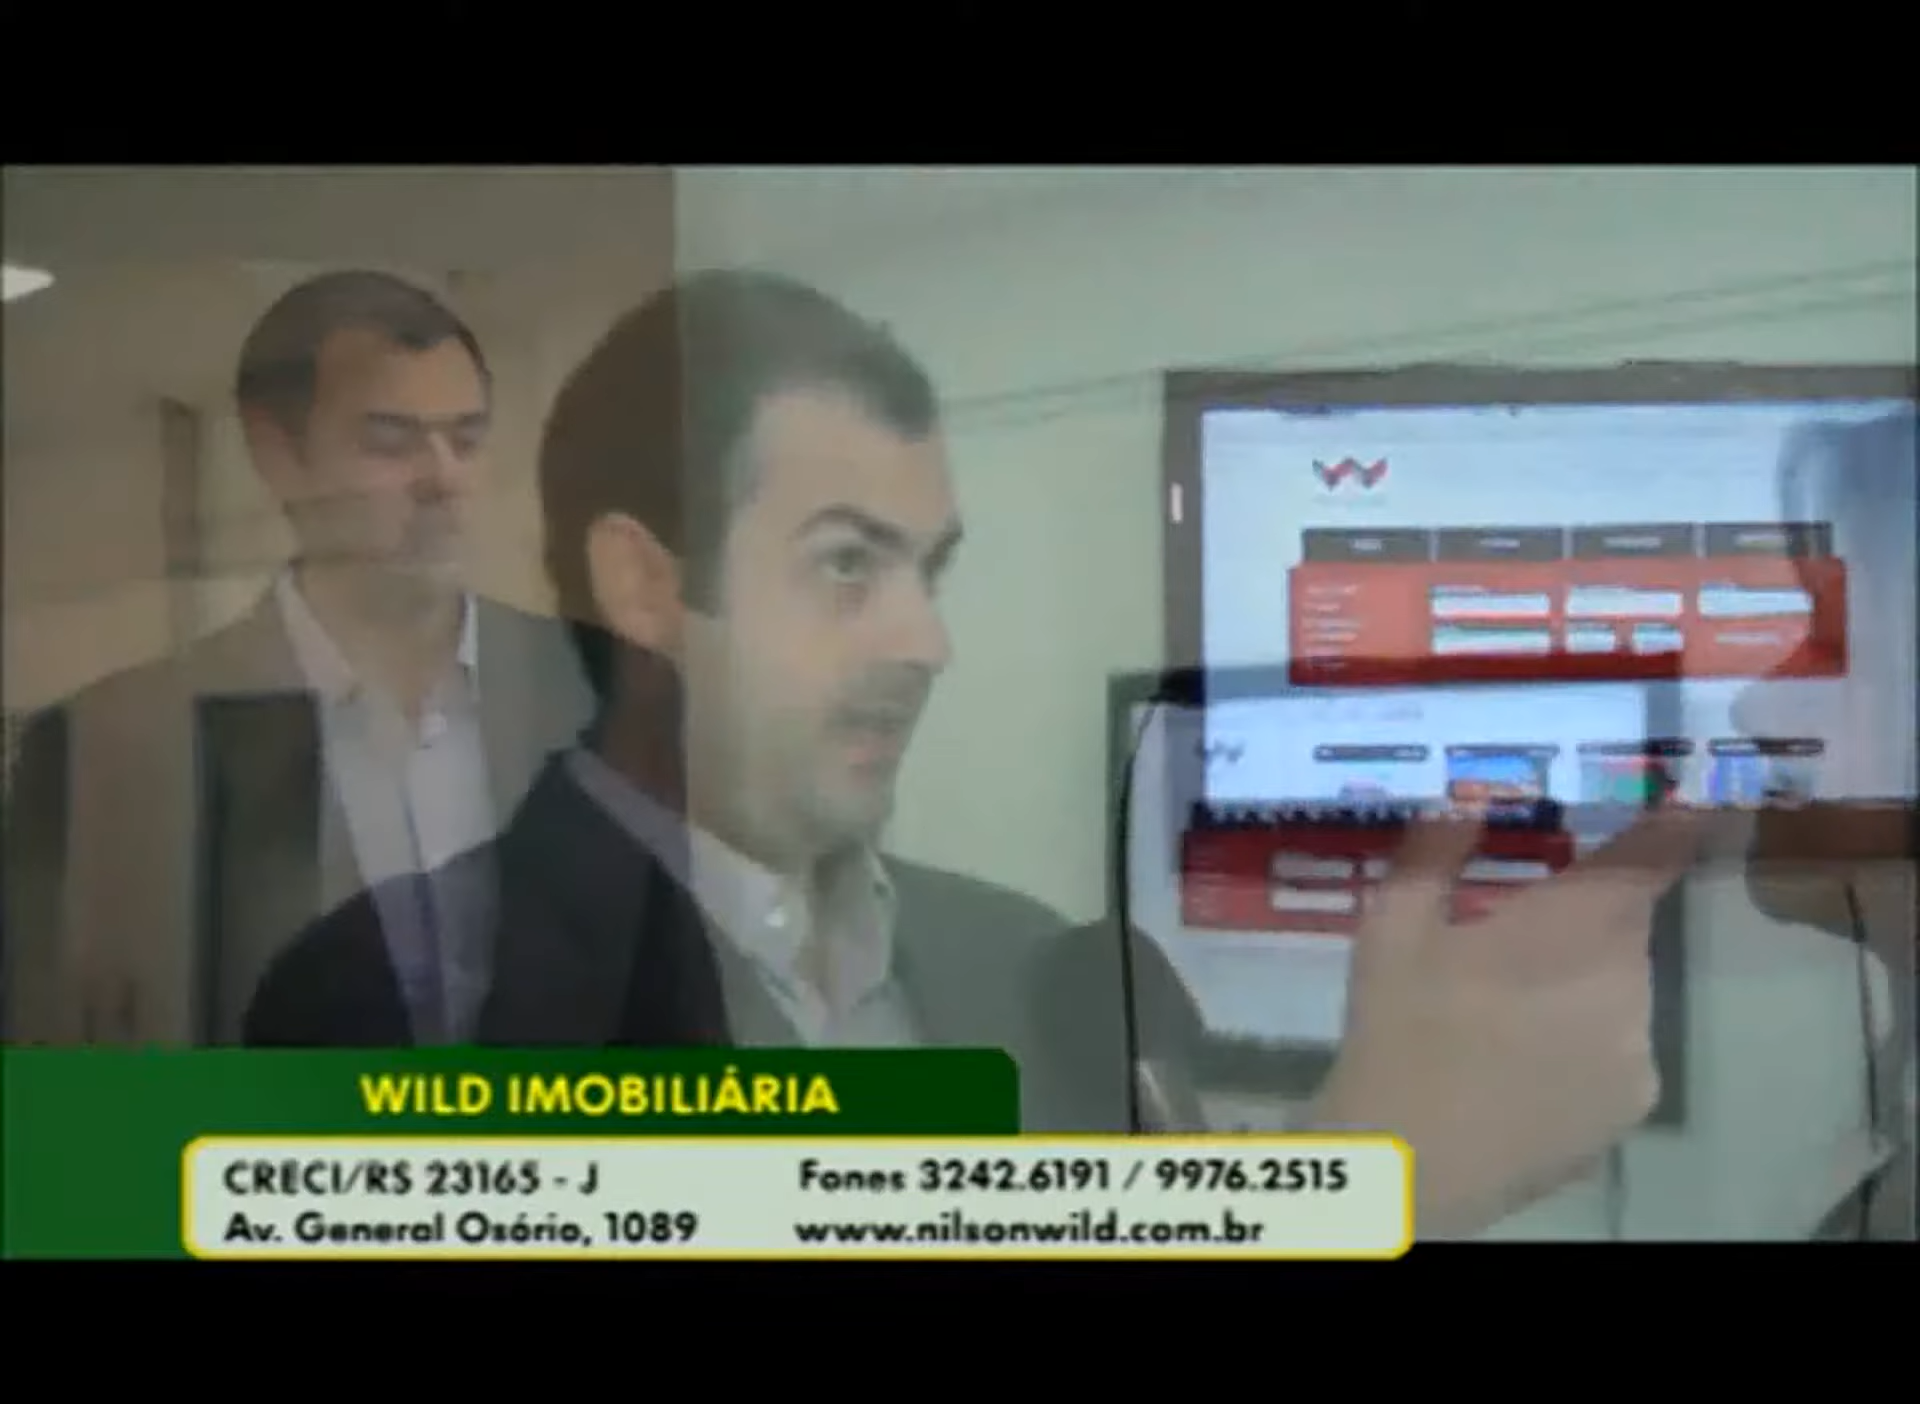 WILD IMOBILIÁRIA
CRECI/RS 23165 - J
Av. General Osório, 1089
Fones 3242.6191 / 9976.2515
www.nilsonwild.com.br